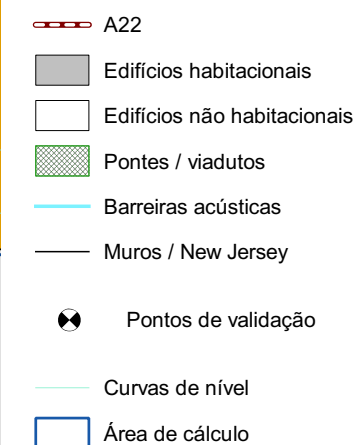 A22
Edifícios habitacionais
Edifícios não habitacionais
Pontes / viadutos
Barreiras acústicas
Muros / New Jersey
Pontos de validação
Curvas de nível
Área de cálculo